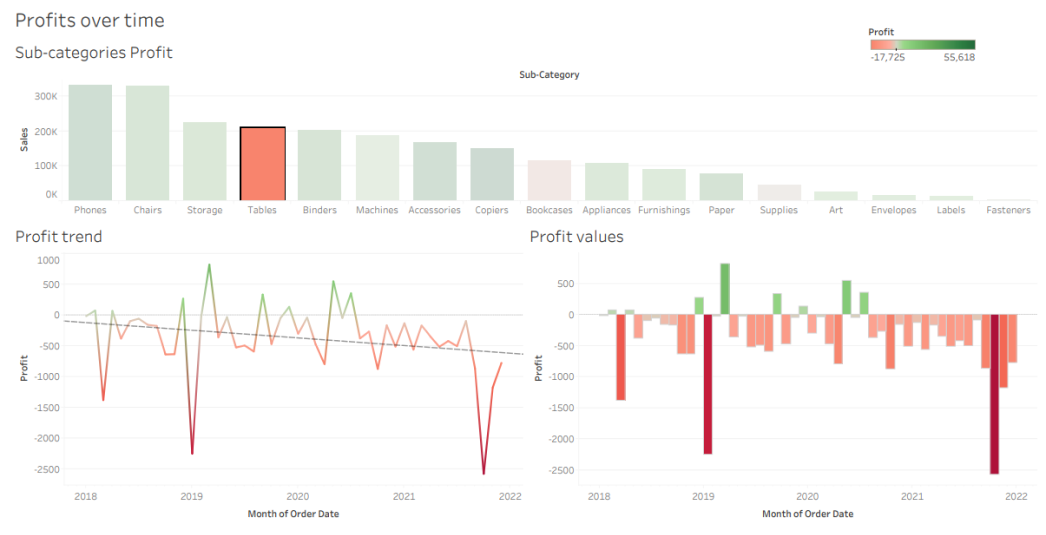 Profits over time
Sub-categories Profit
Profit
-17,725 55,618
Sub-Category
Sales
300K
200K
100K
0K
Phones Chairs Storage Tables Binders Machines Accessories Copiers Bookcases Appliances Furnishings Paper Supplies Art Envelopes Labels Fasteners
Profit trend
Profit
1000
500
0
-500
-1000
-1500
-2000
-2500
2018 2019 2020 2021 2022
Month of Order Date
Profit values
Profit
500
0
-500
-1000
-1500
-2000
-2500
2018 2019 2020 2021 2022
Month of Order Date